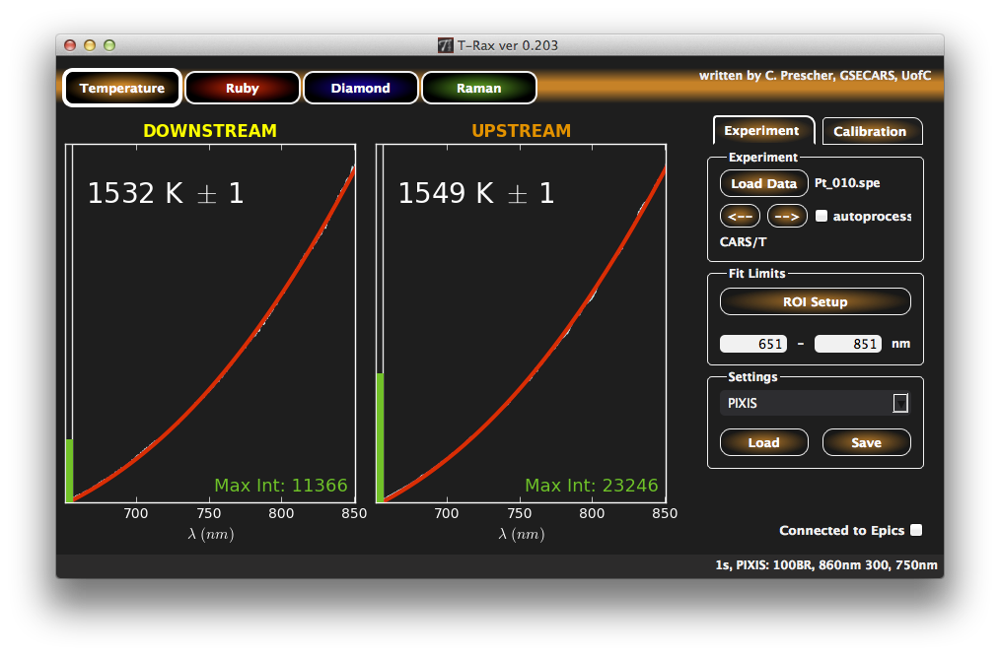 T-Rax ver 0.203
written by C. Prescher, GSECARS, UofC
Temperature
Ruby
Diamond
Raman
DOWNSTREAM
1532 K ± 1
Max Int: 11366
700 750 800 850
λ (nm)
UPSTREAM
1549 K ± 1
Max Int: 23246
700 750 800 850
λ (nm)
Experiment
Calibration
Experiment
Load Data Pt_010.spe
<-- --> autoprocess
CARS/T
Fit Limits
ROI Setup
651 - 851 nm
Settings
PIXIS
Load Save
Connected to Epics
1s, PIXIS: 100BR, 860nm 300, 750nm